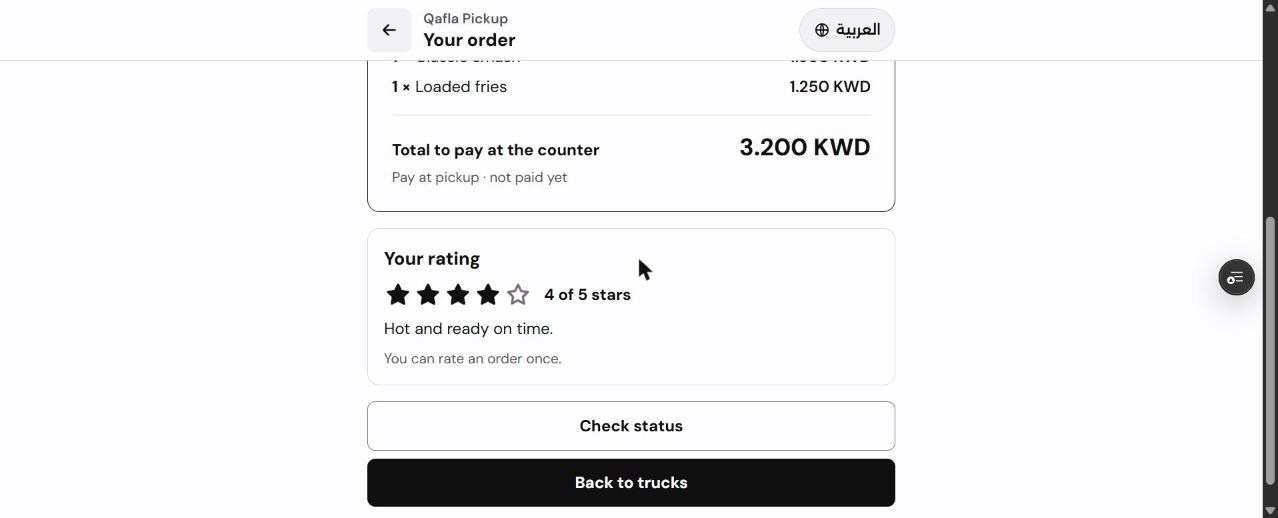 Qafla Pickup
Your order
العربية
1 × Loaded fries 1.250 KWD
Total to pay at the counter 3.200 KWD
Pay at pickup · not paid yet
Your rating
4 of 5 stars
Hot and ready on time.
You can rate an order once.
Check status
Back to trucks